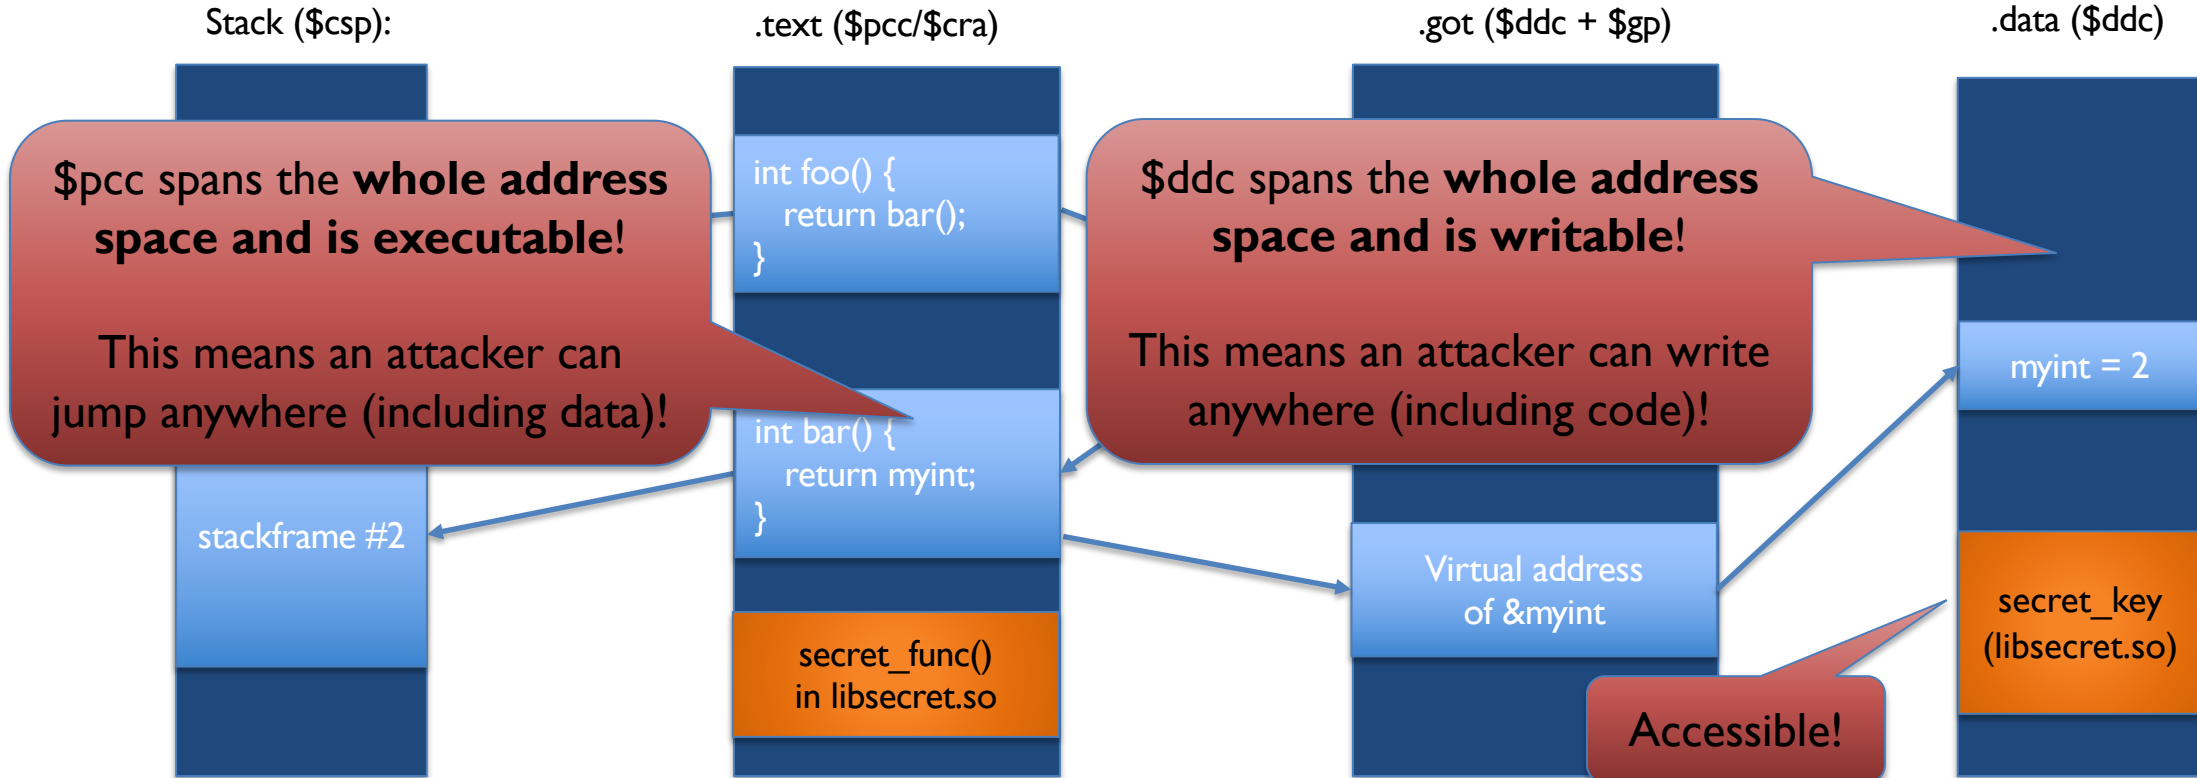 Stack ($csp):
.text ($pcc/$cra)
.got ($ddc + $gp)
.data ($ddc)
$pcc spans the whole address
space and is executable!
This means an attacker can
jump anywhere (including data)!
int foo() {
return bar();
}
$ddc spans the whole address
space and is writable!
This means an attacker can write
anywhere (including code)!
myint = 2
int bar() {
return myint;
}
stackframe #2
Virtual address
of &myint
secret_key
(libsecret.so)
secret_func()
in libsecret.so
Accessible!